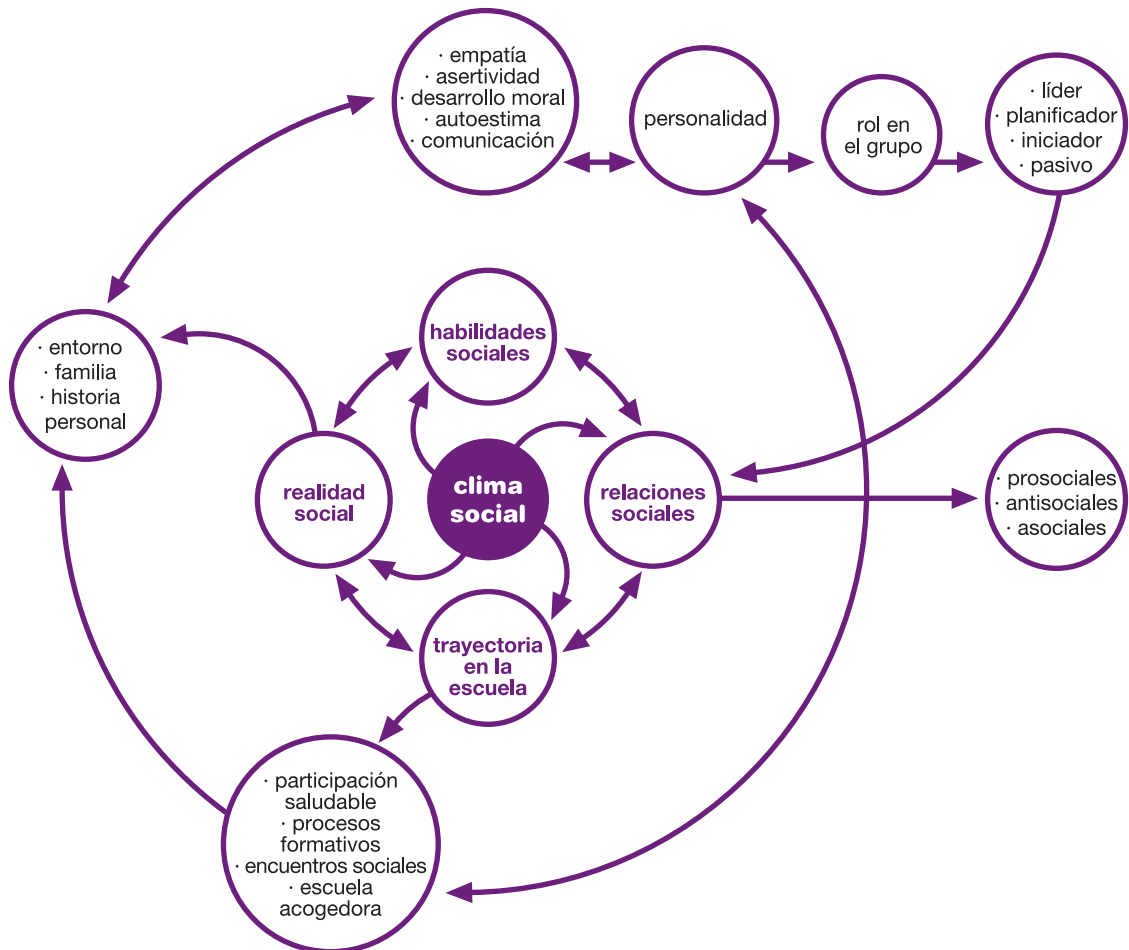 · empatía
· asertividad
· desarrollo moral
· autoestima
· comunicación
personalidad
rol en
el grupo
· líder
· planificador
· iniciador
· pasivo
habilidades
sociales
· entorno
· familia
· historia
personal
realidad
social
clima
social
relaciones
sociales
· prosociales
· antisociales
· asociales
trayectoria
en la
escuela
· participación
saludable
· procesos
formativos
· encuentros sociales
· escuela
acogedora